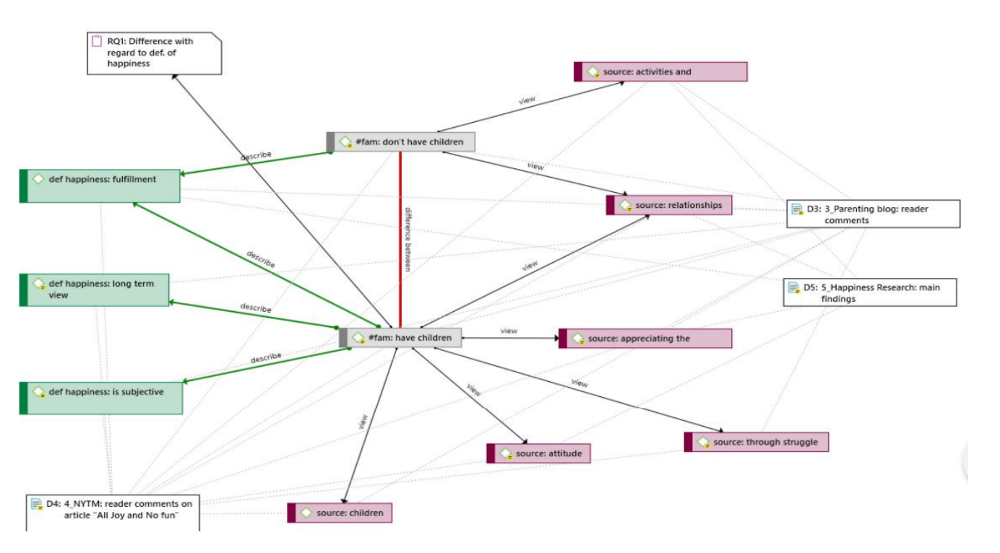 RQ1: Difference with
regard to def. of
happiness
source: activities and
view
#fam: don't have children
describe
view
def happiness: fulfillment
source: relationships
D3: 3_Parenting blog: reader
comments
difference between
describe
view
def happiness: long term
view
D5: 5_Happiness Research: main
findings
describe
#fam: have children
view
source: appreciating the
describe
view
view
def happiness: is subjective
view
source: through struggle
source: attitude
D4: 4_NYTM: reader comments on
article "All Joy and No fun"
source: children